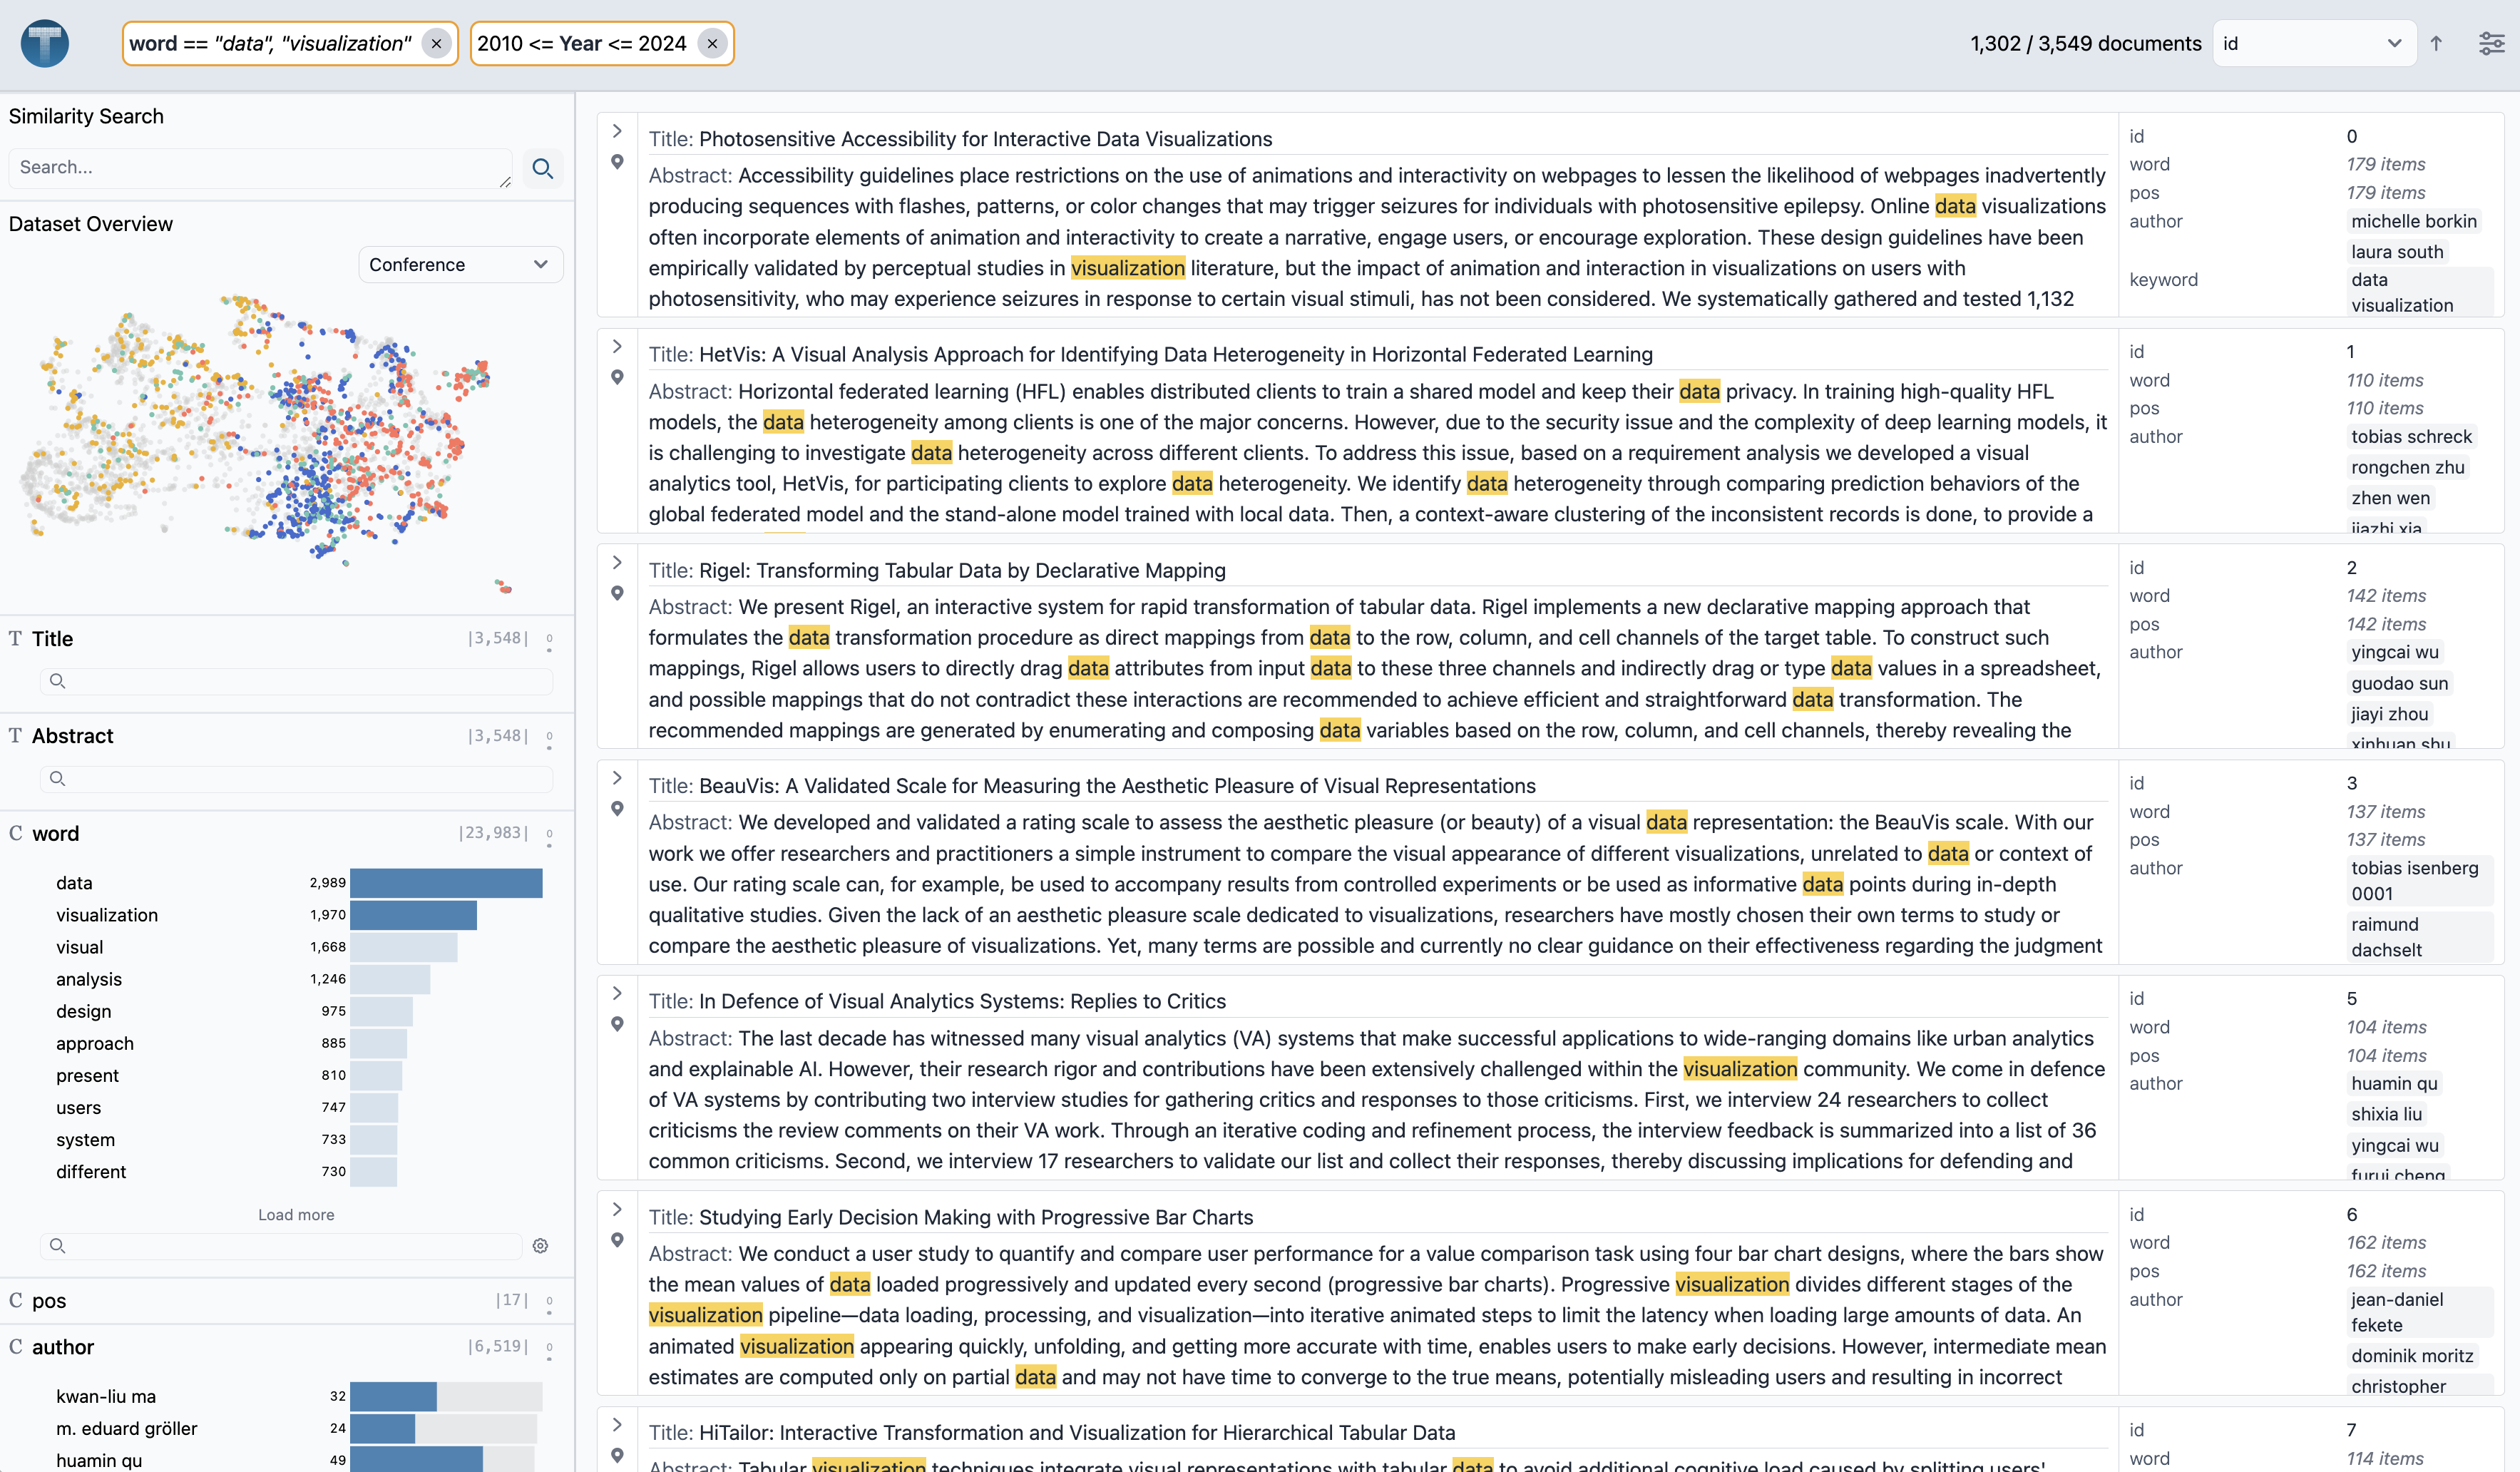 T
word == "data", "visualization" ×
2010 <= Year <= 2024 ×
1,302 / 3,549 documents
id
Similarity Search
Search...
Dataset Overview
Conference
T Title |3,548| 0
T Abstract |3,548| 0
C word |23,983| 0
data 2,989
visualization 1,970
visual 1,668
analysis 1,246
design 975
approach 885
present 810
users 747
system 733
different 730
Load more
C pos |17| 0
C author |6,519| 0
kwan-liu ma 32
m. eduard gröller 24
huamin qu 49
Title: Photosensitive Accessibility for Interactive Data Visualizations
Abstract: Accessibility guidelines place restrictions on the use of animations and interactivity on webpages to lessen the likelihood of webpages inadvertently
producing sequences with flashes, patterns, or color changes that may trigger seizures for individuals with photosensitive epilepsy. Online data visualizations
often incorporate elements of animation and interactivity to create a narrative, engage users, or encourage exploration. These design guidelines have been
empirically validated by perceptual studies in visualization literature, but the impact of animation and interaction in visualizations on users with
photosensitivity, who may experience seizures in response to certain visual stimuli, has not been considered. We systematically gathered and tested 1,132
id 0
word 179 items
pos 179 items
author michelle borkin
laura south
keyword data
visualization
Title: HetVis: A Visual Analysis Approach for Identifying Data Heterogeneity in Horizontal Federated Learning
Abstract: Horizontal federated learning (HFL) enables distributed clients to train a shared model and keep their data privacy. In training high-quality HFL
models, the data heterogeneity among clients is one of the major concerns. However, due to the security issue and the complexity of deep learning models, it
is challenging to investigate data heterogeneity across different clients. To address this issue, based on a requirement analysis we developed a visual
analytics tool, HetVis, for participating clients to explore data heterogeneity. We identify data heterogeneity through comparing prediction behaviors of the
global federated model and the stand-alone model trained with local data. Then, a context-aware clustering of the inconsistent records is done, to provide a
id 1
word 110 items
pos 110 items
author tobias schreck
rongchen zhu
zhen wen
jiazhi xia
Title: Rigel: Transforming Tabular Data by Declarative Mapping
Abstract: We present Rigel, an interactive system for rapid transformation of tabular data. Rigel implements a new declarative mapping approach that
formulates the data transformation procedure as direct mappings from data to the row, column, and cell channels of the target table. To construct such
mappings, Rigel allows users to directly drag data attributes from input data to these three channels and indirectly drag or type data values in a spreadsheet,
and possible mappings that do not contradict these interactions are recommended to achieve efficient and straightforward data transformation. The
recommended mappings are generated by enumerating and composing data variables based on the row, column, and cell channels, thereby revealing the
id 2
word 142 items
pos 142 items
author yingcai wu
guodao sun
jiayi zhou
xinhuan shu
Title: BeauVis: A Validated Scale for Measuring the Aesthetic Pleasure of Visual Representations
Abstract: We developed and validated a rating scale to assess the aesthetic pleasure (or beauty) of a visual data representation: the BeauVis scale. With our
work we offer researchers and practitioners a simple instrument to compare the visual appearance of different visualizations, unrelated to data or context of
use. Our rating scale can, for example, be used to accompany results from controlled experiments or be used as informative data points during in-depth
qualitative studies. Given the lack of an aesthetic pleasure scale dedicated to visualizations, researchers have mostly chosen their own terms to study or
compare the aesthetic pleasure of visualizations. Yet, many terms are possible and currently no clear guidance on their effectiveness regarding the judgment
id 3
word 137 items
pos 137 items
author tobias isenberg
0001
raimund
dachselt
Title: In Defence of Visual Analytics Systems: Replies to Critics
Abstract: The last decade has witnessed many visual analytics (VA) systems that make successful applications to wide-ranging domains like urban analytics
and explainable AI. However, their research rigor and contributions have been extensively challenged within the visualization community. We come in defence
of VA systems by contributing two interview studies for gathering critics and responses to those criticisms. First, we interview 24 researchers to collect
criticisms the review comments on their VA work. Through an iterative coding and refinement process, the interview feedback is summarized into a list of 36
common criticisms. Second, we interview 17 researchers to validate our list and collect their responses, thereby discussing implications for defending and
id 5
word 104 items
pos 104 items
author huamin qu
shixia liu
yingcai wu
furui cheng
Title: Studying Early Decision Making with Progressive Bar Charts
Abstract: We conduct a user study to quantify and compare user performance for a value comparison task using four bar chart designs, where the bars show
the mean values of data loaded progressively and updated every second (progressive bar charts). Progressive visualization divides different stages of the
visualization pipeline—data loading, processing, and visualization—into iterative animated steps to limit the latency when loading large amounts of data. An
animated visualization appearing quickly, unfolding, and getting more accurate with time, enables users to make early decisions. However, intermediate mean
estimates are computed only on partial data and may not have time to converge to the true means, potentially misleading users and resulting in incorrect
id 6
word 162 items
pos 162 items
author jean-daniel
fekete
dominik moritz
christopher
Title: HiTailor: Interactive Transformation and Visualization for Hierarchical Tabular Data
Abstract: Tabular visualization techniques integrate visual representations with tabular data to avoid additional cognitive load caused by splitting users'
id 7
word 114 items